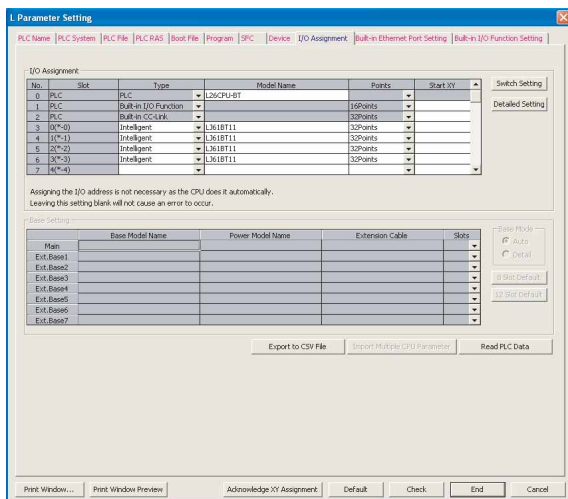 L Parameter Setting
PLC Name PLC System PLC File PLC RAS Boot File Program SFC Device I/O Assignment Built-in Ethernet Port Setting Built-in I/O Function Setting
I/O Assignment
No. Slot Type Model Name Points Start XY
0 PLC PLC L26CPU-BT
1 PLC Built-in I/O Function 16Points
2 PLC Built-in CC-Link 32Points
3 0(*-0) Intelligent LJ61BT11 32Points
4 1(*-1) Intelligent LJ61BT11 32Points
5 2(*-2) Intelligent LJ61BT11 32Points
6 3(*-3) Intelligent LJ61BT11 32Points
7 4(*-4)
Switch Setting
Detailed Setting
Assigning the I/O address is not necessary as the CPU does it automatically.
Leaving this setting blank will not cause an error to occur.
Base Setting
Base Model Name Power Model Name Extension Cable Slots
Main
Ext.Base1
Ext.Base2
Ext.Base3
Ext.Base4
Ext.Base5
Ext.Base6
Ext.Base7
Base Mode
Auto
Detail
8 Slot Default
12 Slot Default
Export to CSV File Import Multiple CPU Parameter Read PLC Data
Print Window... Print Window Preview Acknowledge XY Assignment Default Check End Cancel